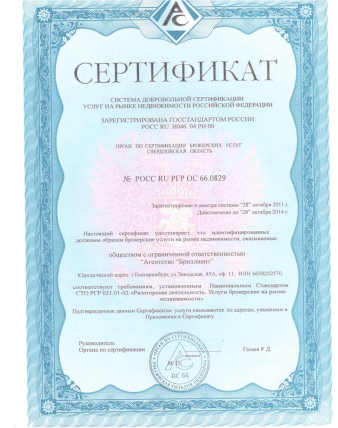 СЕРТИФИКАТ
СИСТЕМА ДОБРОВОЛЬНОЙ СЕРТИФИКАЦИИ
УСЛУГ НА РЫНКЕ НЕДВИЖИМОСТИ РОССИЙСКОЙ ФЕДЕРАЦИИ
ЗАРЕГИСТРИРОВАНА ГОССТАНДАРТОМ РОССИИ
РОСС RU. И046. 04 РН 00
ОРГАН ПО СЕРТИФИКАЦИИ БРОКЕРСКИХ УСЛУГ
СВЕРДЛОВСКАЯ ОБЛАСТЬ
№ РОСС RU РГР ОС 66.0829
Зарегистрирован в реестре системы "28" октября 2011 г
Действителен до "28" октября 2014 г.
Настоящий сертификат удостоверяет, что идентифицированные
должным образом брокерские услуги на рынке недвижимости, оказываемые
обществом с ограниченной ответственностью
"Агентство "Бриллиант"
Юридический адрес: г.Екатеринбург, ул.Заводская, 45А, оф. 11, ИНН 6658212570,
соответствуют требованиям, установленным Национальным Стандартом
СТО РГР 021.01-02 «Риэлторская деятельность. Услуги брокерские на рынке
недвижимости»
Подтвержденные данным Сертификатом услуги оказываются по адресам, указанным в
Приложении к Сертификату
Руководитель
Органа по сертификации
Р.Д.
М.П.
ОС 66